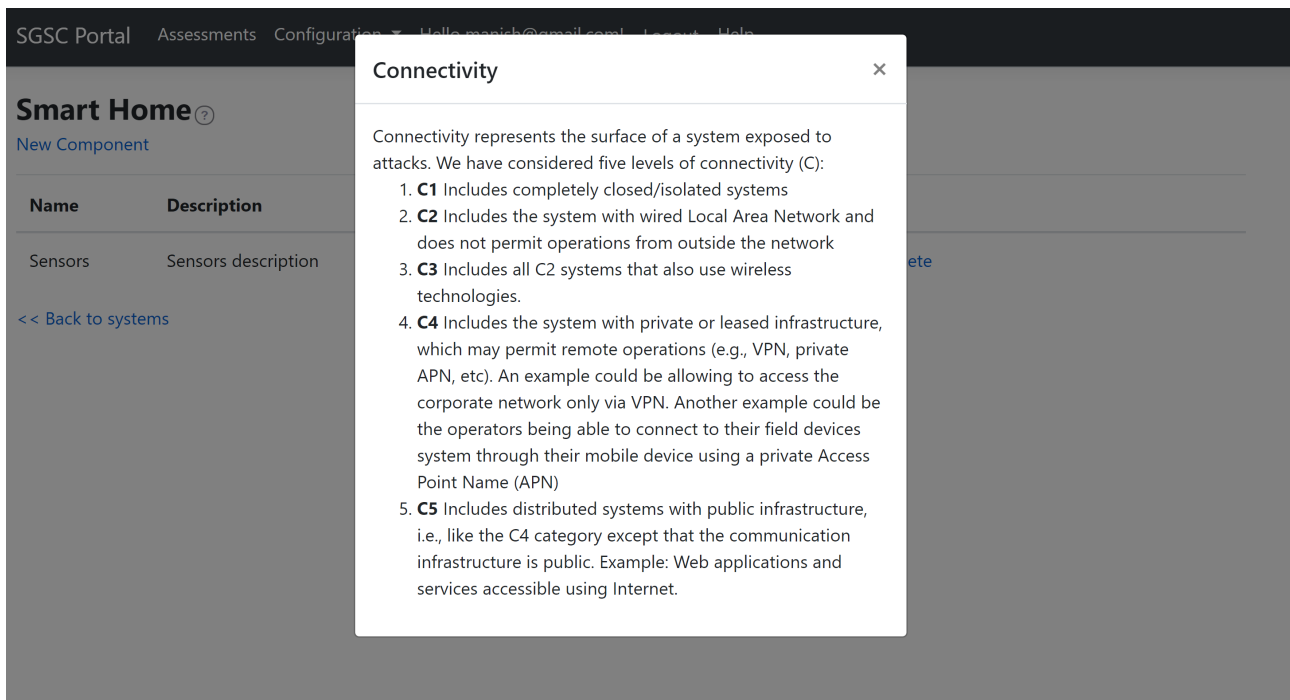 SGSC Portal Assessments Configuration Hello manish@gmail.com! Logout Help
Connectivity ×
Smart Home ?
New Component
Connectivity represents the surface of a system exposed to
attacks. We have considered five levels of connectivity (C):
1. C1 Includes completely closed/isolated systems
2. C2 Includes the system with wired Local Area Network and
does not permit operations from outside the network
3. C3 Includes all C2 systems that also use wireless
technologies.
4. C4 Includes the system with private or leased infrastructure,
which may permit remote operations (e.g., VPN, private
APN, etc). An example could be allowing to access the
corporate network only via VPN. Another example could be
the operators being able to connect to their field devices
system through their mobile device using a private Access
Point Name (APN)
5. C5 Includes distributed systems with public infrastructure,
i.e., like the C4 category except that the communication
infrastructure is public. Example: Web applications and
services accessible using Internet.
Name Description
Sensors Sensors description ete
<< Back to systems